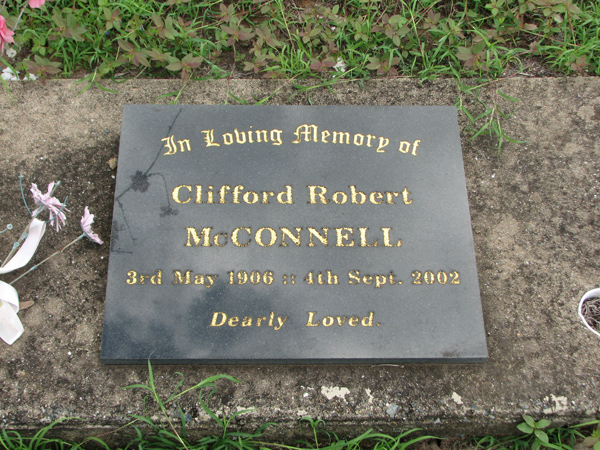 In Loving Memory of
Clifford Robert
McCONNELL
3rd May 1906 :: 4th Sept. 2002
Dearly Loved.